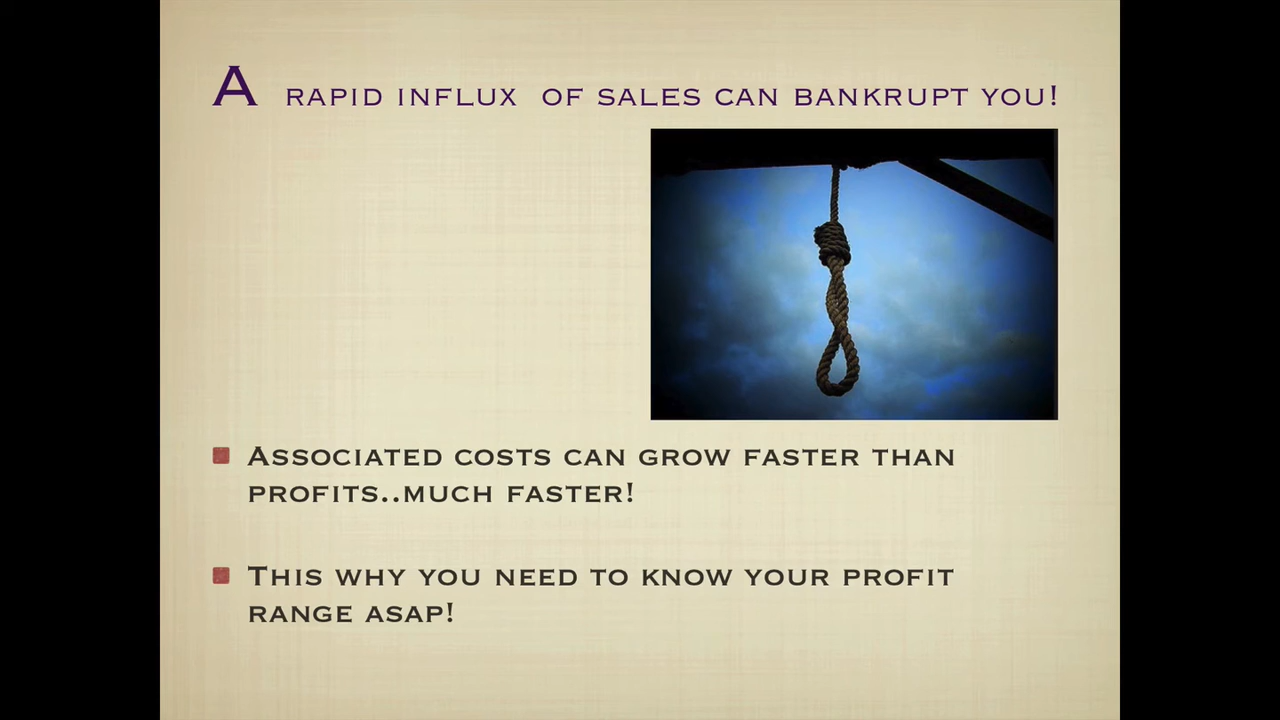 A RAPID INFLUX OF SALES CAN BANKRUPT YOU!
ASSOCIATED COSTS CAN GROW FASTER THAN
PROFITS..MUCH FASTER!
THIS WHY YOU NEED TO KNOW YOUR PROFIT
RANGE ASAP!